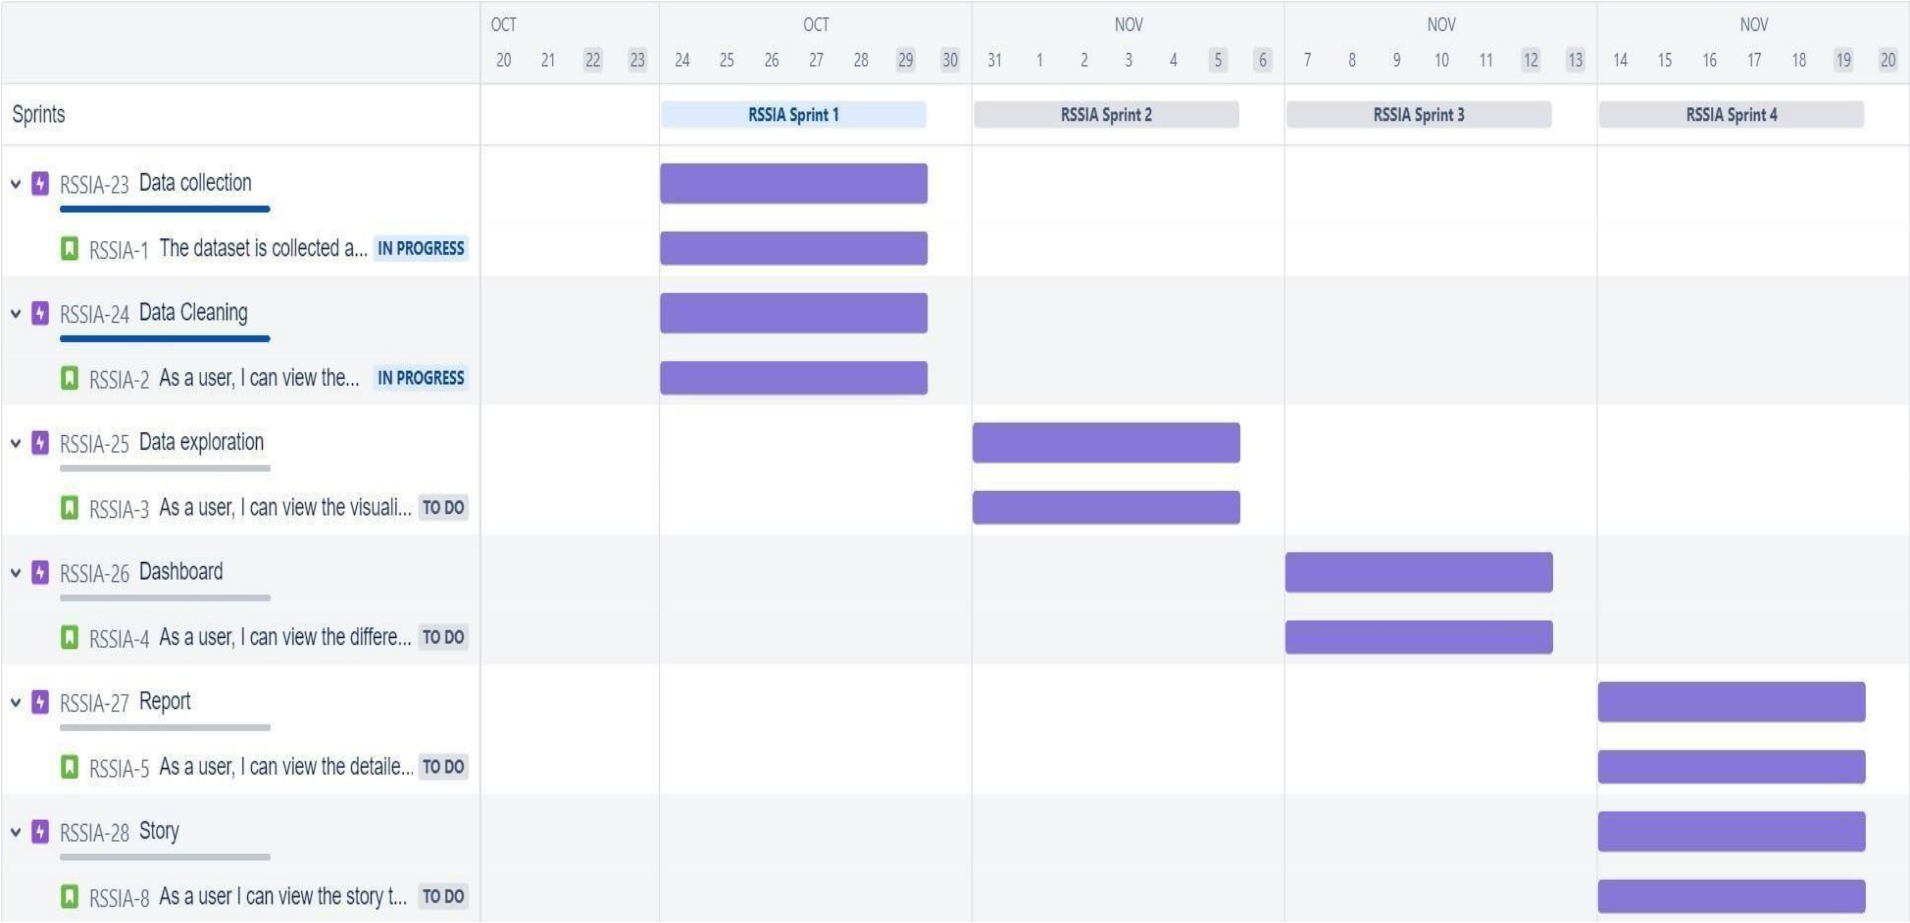 OCT OCT NOV NOV NOV
20 21 22 23 24 25 26 27 28 29 30 31 1 2 3 4 5 6 7 8 9 10 11 12 13 14 15 16 17 18 19 20
Sprints RSSIA Sprint 1 RSSIA Sprint 2 RSSIA Sprint 3 RSSIA Sprint 4
RSSIA-23 Data collection
RSSIA-1 The dataset is collected a... IN PROGRESS
RSSIA-24 Data Cleaning
RSSIA-2 As a user, I can view the... IN PROGRESS
RSSIA-25 Data exploration
RSSIA-3 As a user, I can view the visuali... TO DO
RSSIA-26 Dashboard
RSSIA-4 As a user, I can view the differe... TO DO
RSSIA-27 Report
RSSIA-5 As a user, I can view the detaile... TO DO
RSSIA-28 Story
RSSIA-8 As a user I can view the story t... TO DO